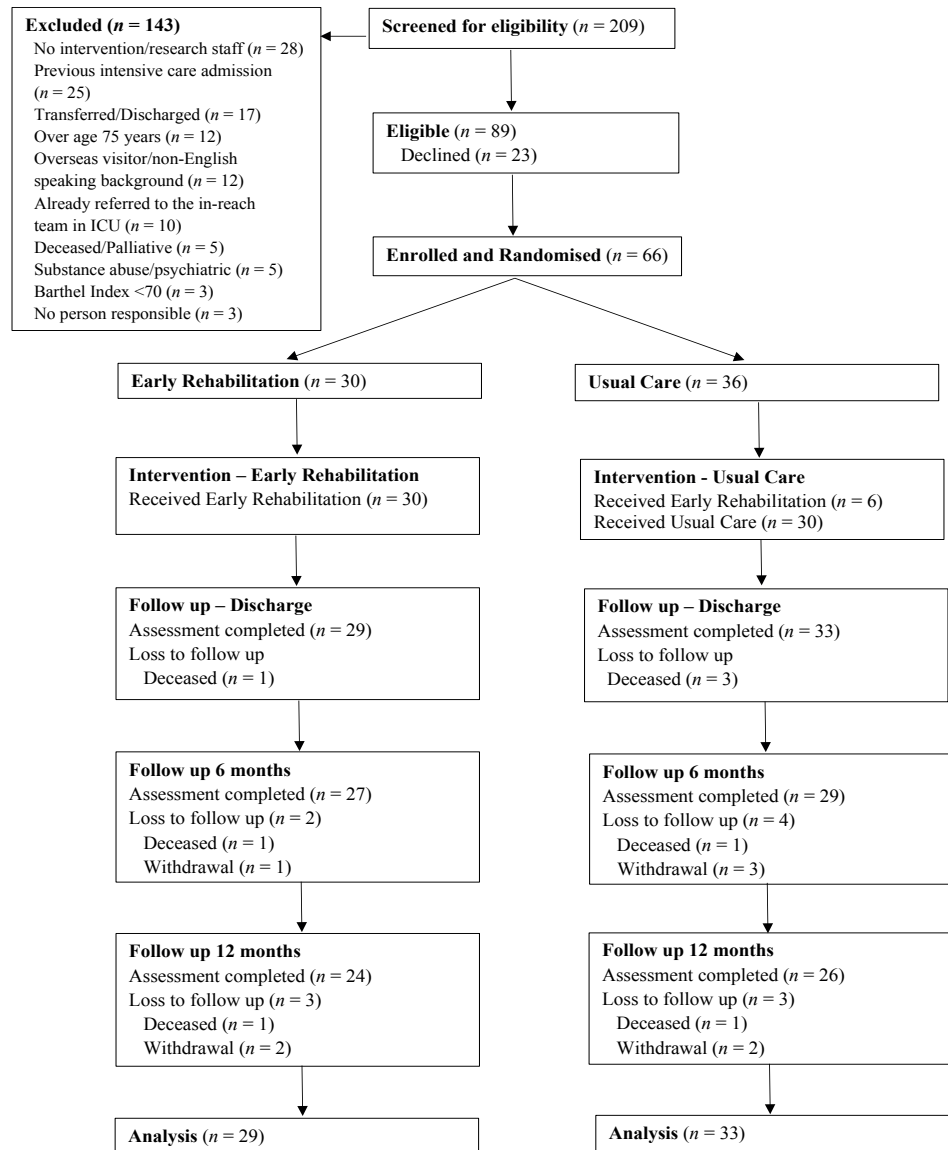 Excluded (n = 143)
No intervention/research staff (n = 28)
Previous intensive care admission
(n = 25)
Transferred/Discharged (n = 17)
Over age 75 years (n = 12)
Overseas visitor/non-English
speaking background (n = 12)
Already referred to the in-reach
team in ICU (n = 10)
Deceased/Palliative (n = 5)
Substance abuse/psychiatric (n = 5)
Barthel Index <70 (n = 3)
No person responsible (n = 3)
Screened for eligibility (n = 209)
Eligible (n = 89)
Declined (n = 23)
Enrolled and Randomised (n = 66)
Early Rehabilitation (n = 30)
Intervention – Early Rehabilitation
Received Early Rehabilitation (n = 30)
Follow up – Discharge
Assessment completed (n = 29)
Loss to follow up
Deceased (n = 1)
Follow up 6 months
Assessment completed (n = 27)
Loss to follow up (n = 2)
Deceased (n = 1)
Withdrawal (n = 1)
Follow up 12 months
Assessment completed (n = 24)
Loss to follow up (n = 3)
Deceased (n = 1)
Withdrawal (n = 2)
Analysis (n = 29)
Usual Care (n = 36)
Intervention - Usual Care
Received Early Rehabilitation (n = 6)
Received Usual Care (n = 30)
Follow up – Discharge
Assessment completed (n = 33)
Loss to follow up
Deceased (n = 3)
Follow up 6 months
Assessment completed (n = 29)
Loss to follow up (n = 4)
Deceased (n = 1)
Withdrawal (n = 3)
Follow up 12 months
Assessment completed (n = 26)
Loss to follow up (n = 3)
Deceased (n = 1)
Withdrawal (n = 2)
Analysis (n = 33)